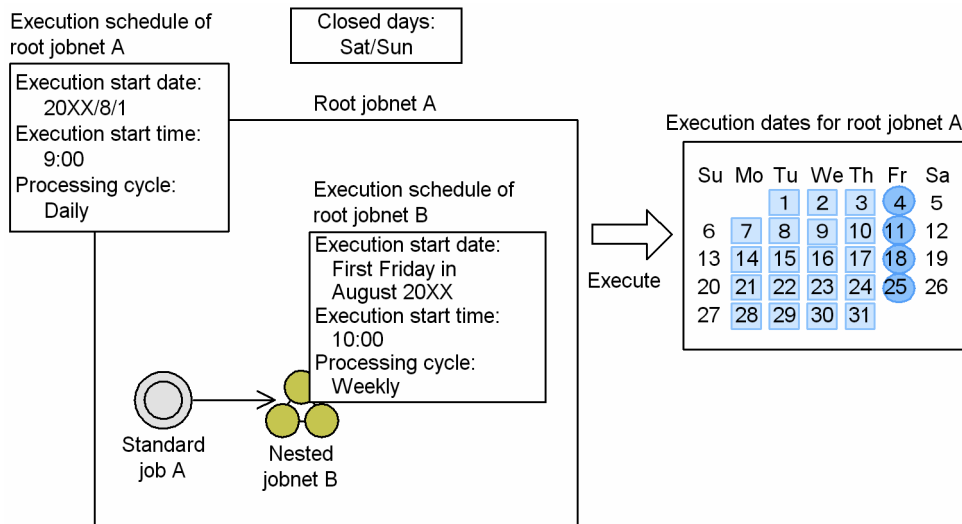 Execution schedule of
root jobnet A
Closed days:
Sat/Sun
Execution start date:
20XX/8/1
Execution start time:
9:00
Processing cycle:
Daily
Root jobnet A
Execution schedule of
root jobnet B
Execution start date:
First Friday in
August 20XX
Execution start time:
10:00
Processing cycle:
Weekly
Standard
job A
Nested
jobnet B
Execute
Execution dates for root jobnet A
Su Mo Tu We Th Fr Sa
1 2 3 4 5
6 7 8 9 10 11 12
13 14 15 16 17 18 19
20 21 22 23 24 25 26
27 28 29 30 31